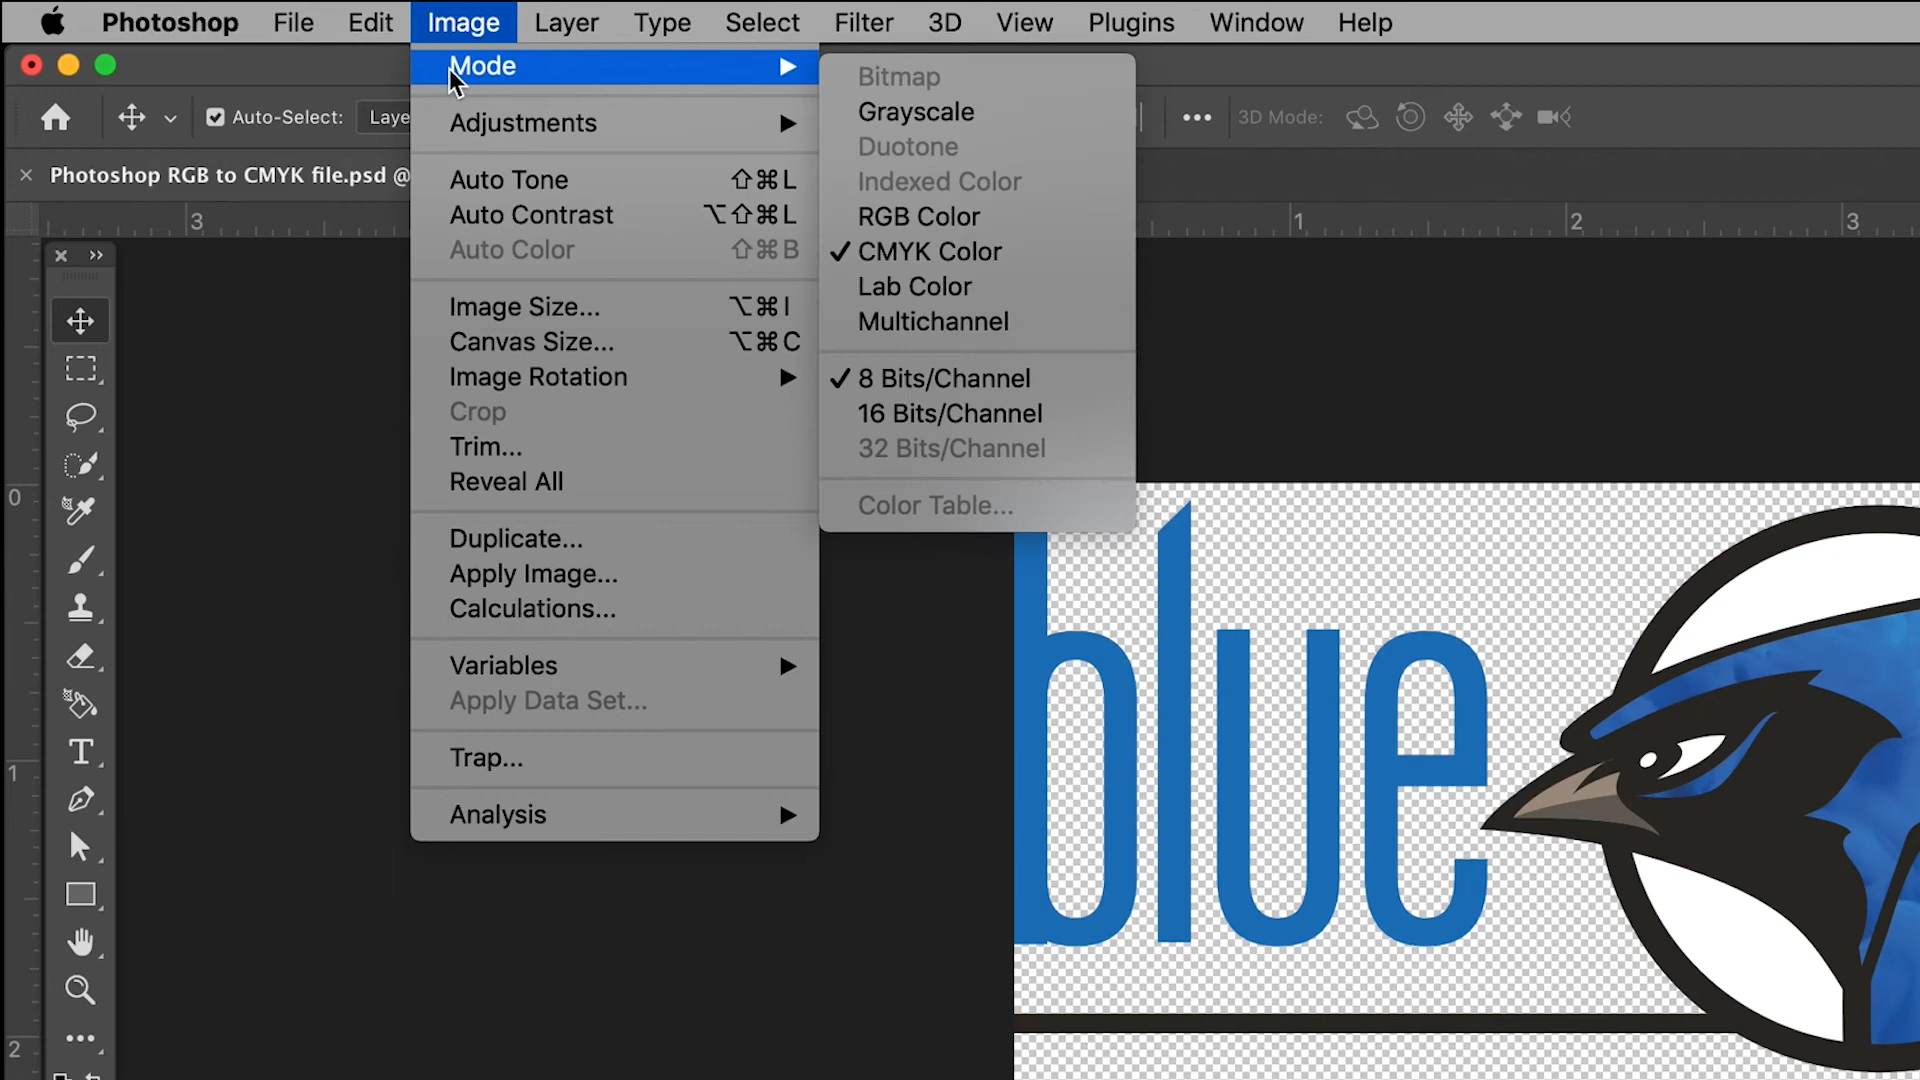 Photoshop File Edit Image Layer Type Select Filter 3D View Plugins Window Help
Auto-Select: Laye
3D Mode:
Photoshop RGB to CMYK file.psd @
3 1 2 3
0
1
2
Mode
Adjustments
Auto Tone ⇧⌘L
Auto Contrast ⌥⇧⌘L
Auto Color ⇧⌘B
Image Size... ⌥⌘I
Canvas Size... ⌥⌘C
Image Rotation
Crop
Trim...
Reveal All
Duplicate...
Apply Image...
Calculations...
Variables
Apply Data Set...
Trap...
Analysis
Bitmap
Grayscale
Duotone
Indexed Color
RGB Color
✓ CMYK Color
Lab Color
Multichannel
✓ 8 Bits/Channel
16 Bits/Channel
32 Bits/Channel
Color Table...
blue